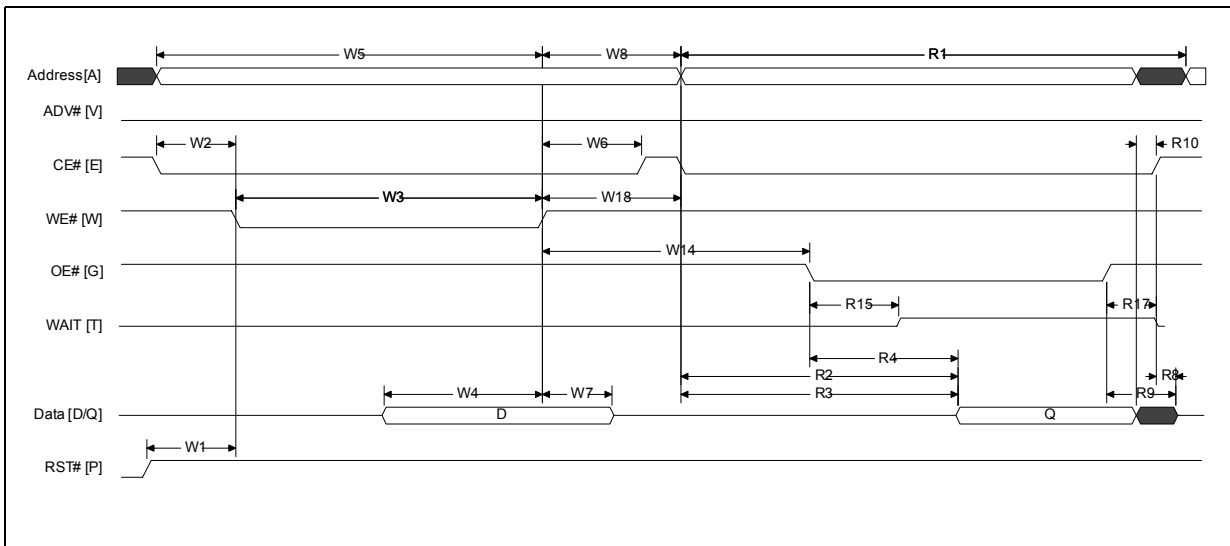 W5 W8 R1
Address [A]
ADV# [V]
W2 W6 R10
CE# [E]
W3 W18
WE# [W]
W14
OE# [G]
R15 R17
WAIT [T]
R4
R2 R8
W4 W7 R3 R9
Data [D/Q] D Q
W1
RST# [P]